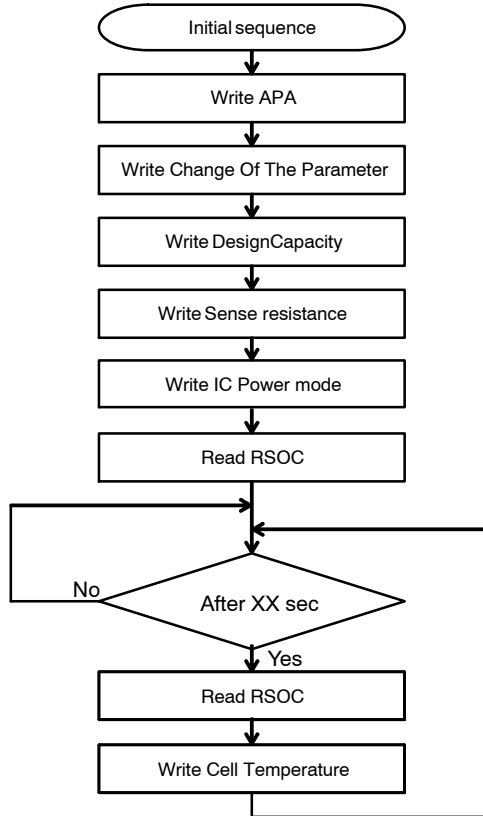 Initial sequence
Write APA
Write Change Of The Parameter
Write DesignCapacity
Write Sense resistance
Write IC Power mode
Read RSOC
No
After XX sec
Yes
Read RSOC
Write Cell Temperature